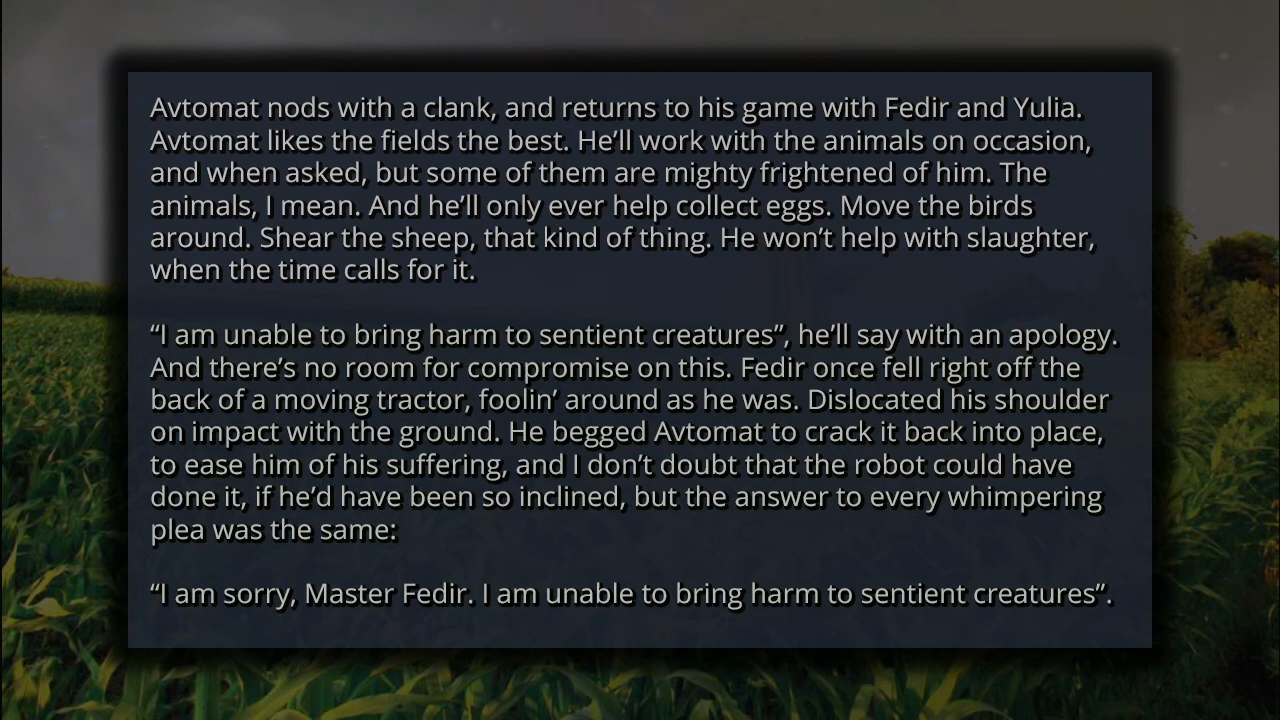 Avtomat nods with a clank, and returns to his game with Fedir and Yulia.
Avtomat likes the fields the best. He’ll work with the animals on occasion,
and when asked, but some of them are mighty frightened of him. The
animals, I mean. And he’ll only ever help collect eggs. Move the birds
around. Shear the sheep, that kind of thing. He won’t help with slaughter,
when the time calls for it.
“I am unable to bring harm to sentient creatures”, he’ll say with an apology.
And there’s no room for compromise on this. Fedir once fell right off the
back of a moving tractor, foolin’ around as he was. Dislocated his shoulder
on impact with the ground. He begged Avtomat to crack it back into place,
to ease him of his suffering, and I don’t doubt that the robot could have
done it, if he’d have been so inclined, but the answer to every whimpering
plea was the same:
“I am sorry, Master Fedir. I am unable to bring harm to sentient creatures”.